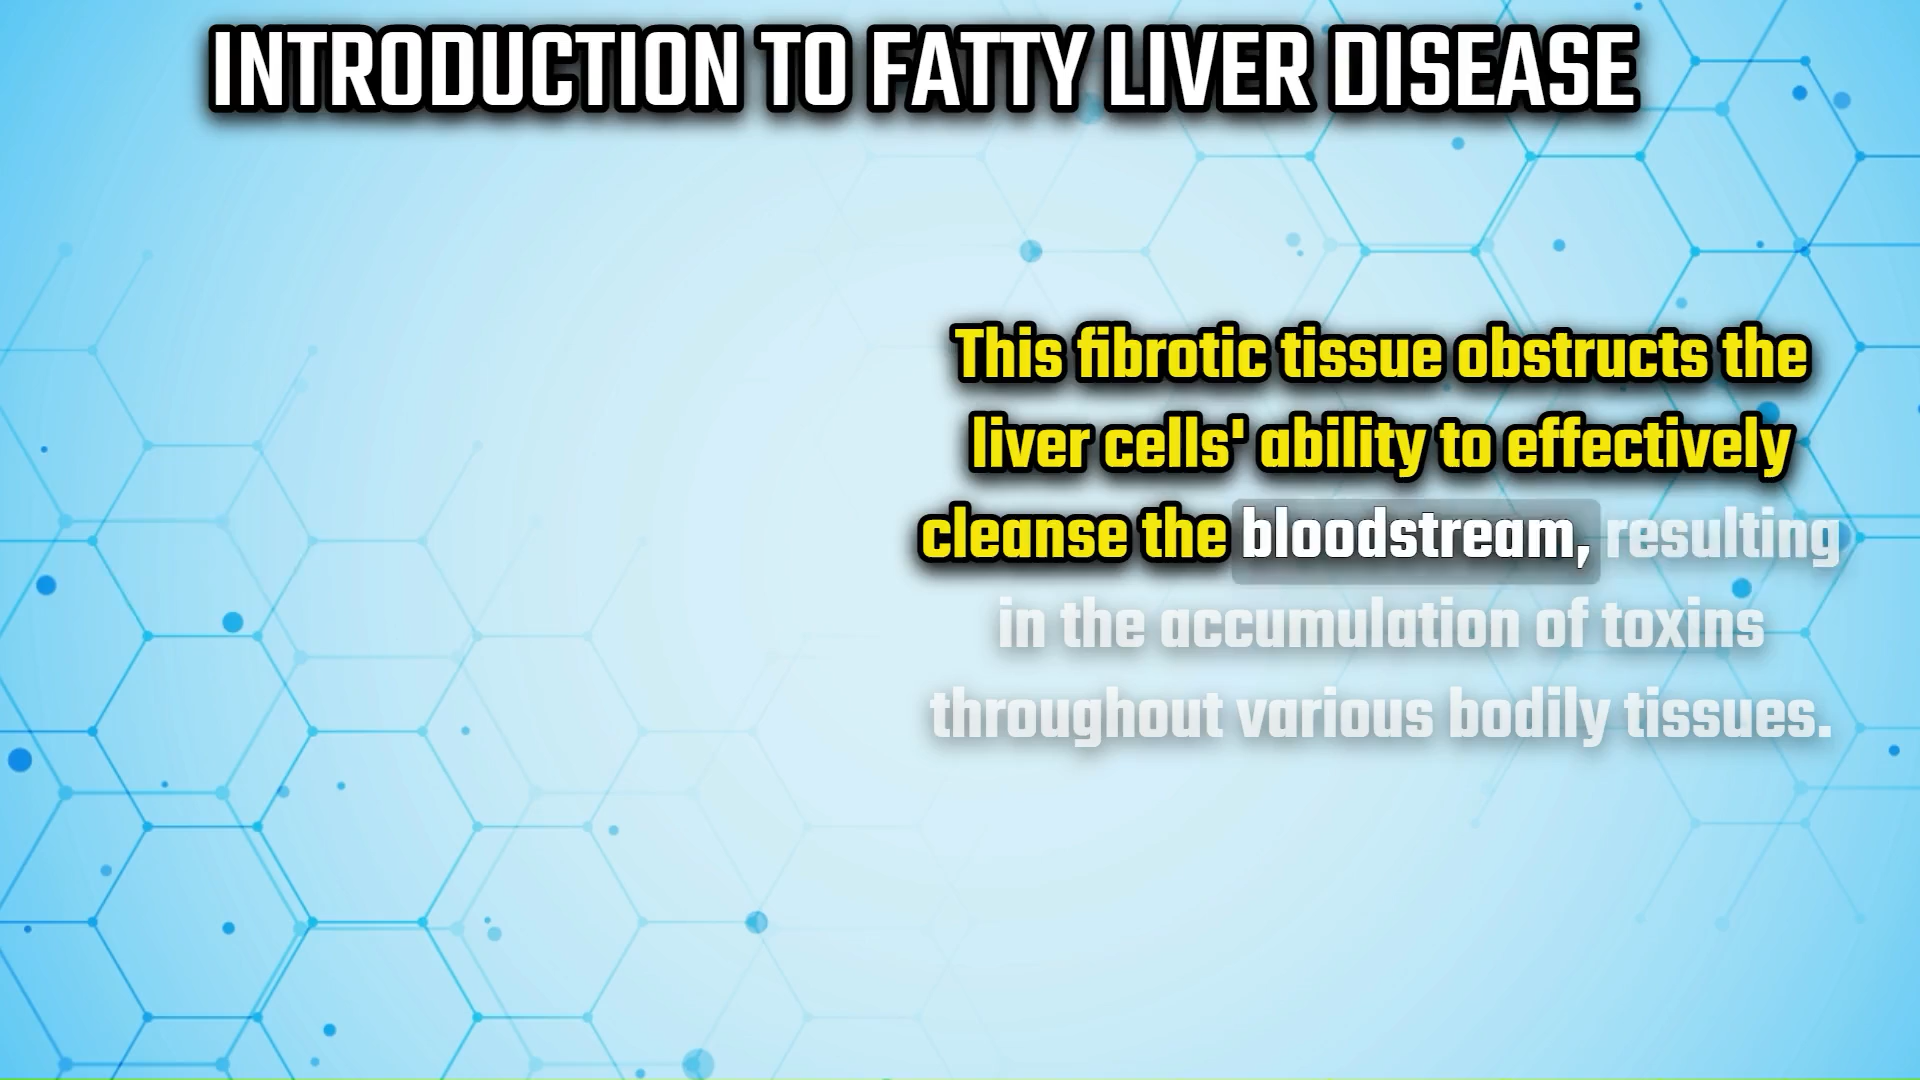 INTRODUCTION TO FATTY LIVER DISEASE
This fibrotic tissue obstructs the
liver cells' ability to effectively
cleanse the bloodstream, resulting
in the accumulation of toxins
throughout various bodily tissues.